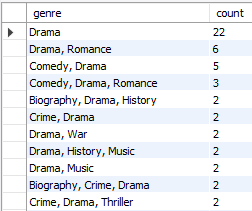 genre count
Drama 22
Drama, Romance 6
Comedy, Drama 5
Comedy, Drama, Romance 3
Biography, Drama, History 2
Crime, Drama 2
Drama, War 2
Drama, History, Music 2
Drama, Music 2
Biography, Crime, Drama 2
Crime, Drama, Thriller 2